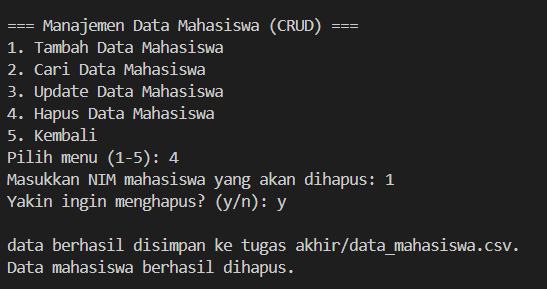 === Manajemen Data Mahasiswa (CRUD) ===
1. Tambah Data Mahasiswa
2. Cari Data Mahasiswa
3. Update Data Mahasiswa
4. Hapus Data Mahasiswa
5. Kembali
Pilih menu (1-5): 4
Masukkan NIM mahasiswa yang akan dihapus: 1
Yakin ingin menghapus? (y/n): y
data berhasil disimpan ke tugas akhir/data_mahasiswa.csv.
Data mahasiswa berhasil dihapus.